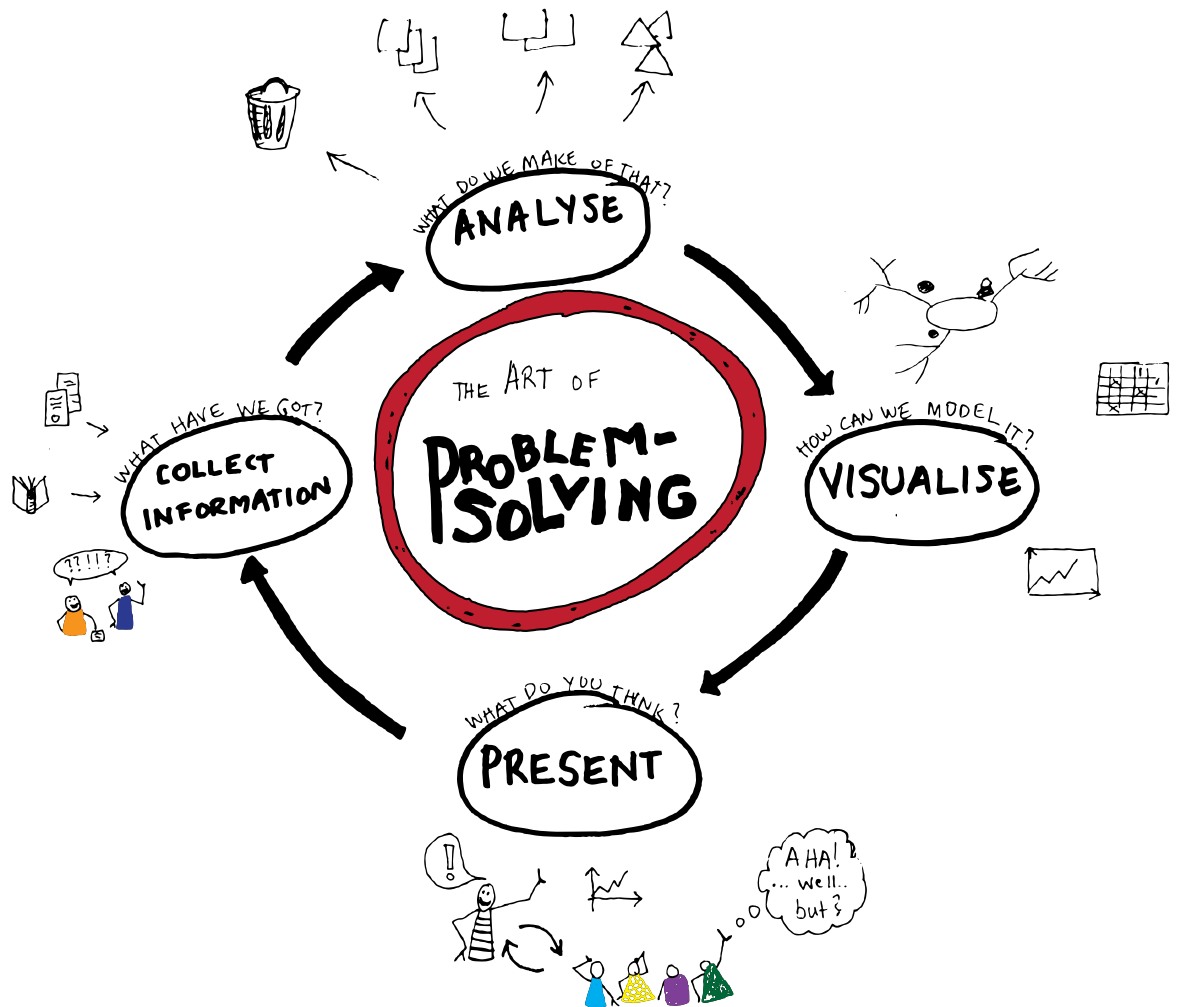 WHAT DO WE MAKE OF THAT?
ANALYSE
THE ART OF
PROBLEM-
SOLVING
WHAT HAVE WE GOT?
COLLECT
INFORMATION
HOW CAN WE MODEL IT?
VISUALISE
??!!?
WHAT DO YOU THINK?
PRESENT
!
AHA!
... well..
but?